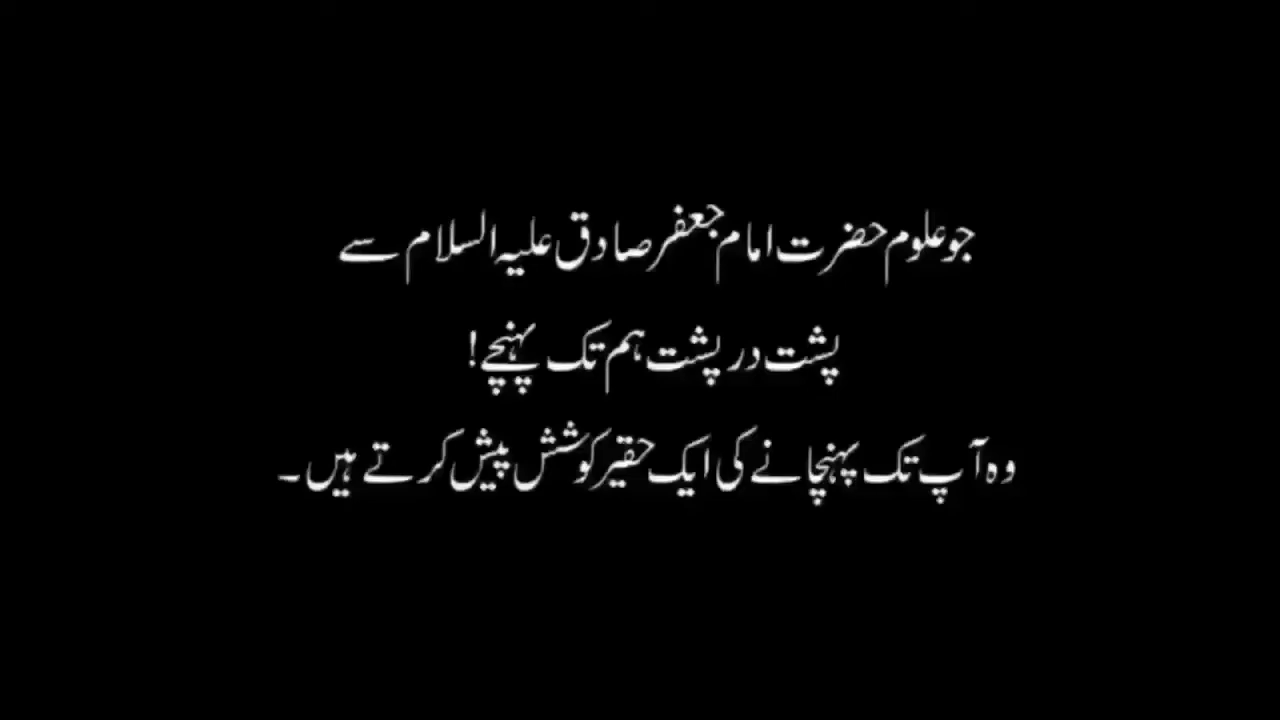 جو علوم حضرت امام جعفر صادق علیہ السلام سے
پشت در پشت ہم تک پہنچے!
وہ آپ تک پہنچانے کی ایک حقیر کوشش پیش کرتے ہیں۔